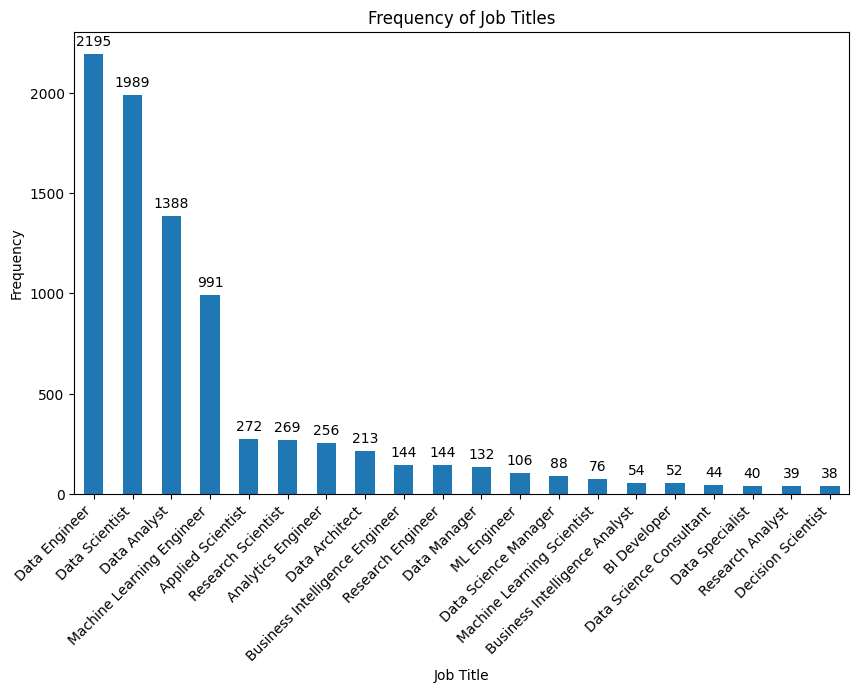 Frequency of Job Titles
2195
1989
1388
991
272
269
256
213
144
144
132
106
88
76
54
52
44
40
39
38
2000
1500
1000
500
0
Frequency
Data Engineer
Data Scientist
Data Analyst
Machine Learning Engineer
Applied Scientist
Research Scientist
Analytics Engineer
Data Architect
Business Intelligence Engineer
Research Engineer
Data Manager
ML Engineer
Data Science Manager
Machine Learning Scientist
Business Intelligence Analyst
BI Developer
Data Science Consultant
Data Specialist
Research Analyst
Decision Scientist
Job Title